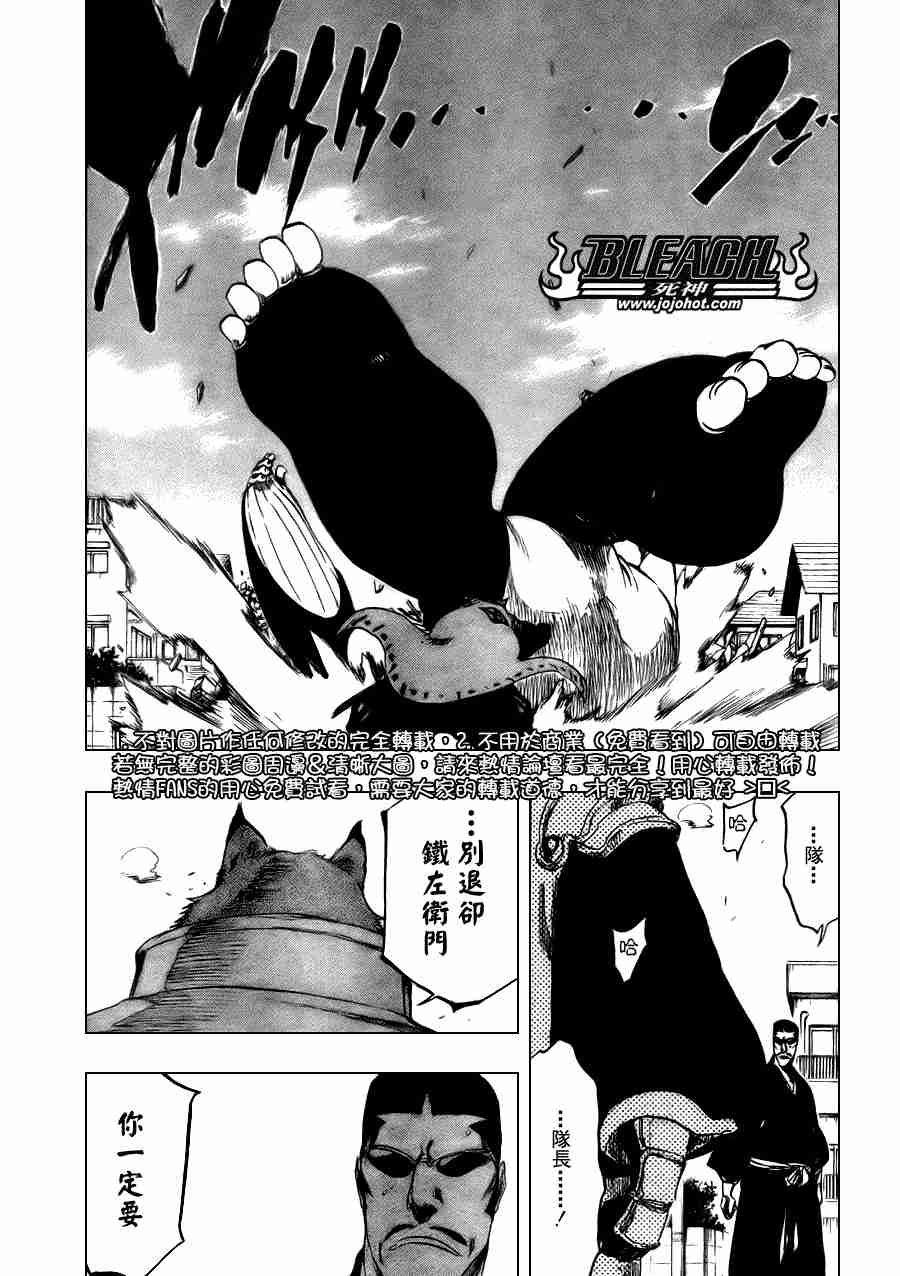 BLEACH
死神
www.jojohot.com
1. 不對圖片作任何修改的完全轉載。2. 不用於商業（免費看到）可自由轉載
若無完整的彩圖周邊&清晰大圖，請來熱情論壇看最完全！用心轉載發佈！
熱情FANS的用心免費試看，需要大家的轉載道德，才能分享到最好 >口<
…隊…
哈
哈
…隊長……！
…別退卻
鐵左衛門
你一定要